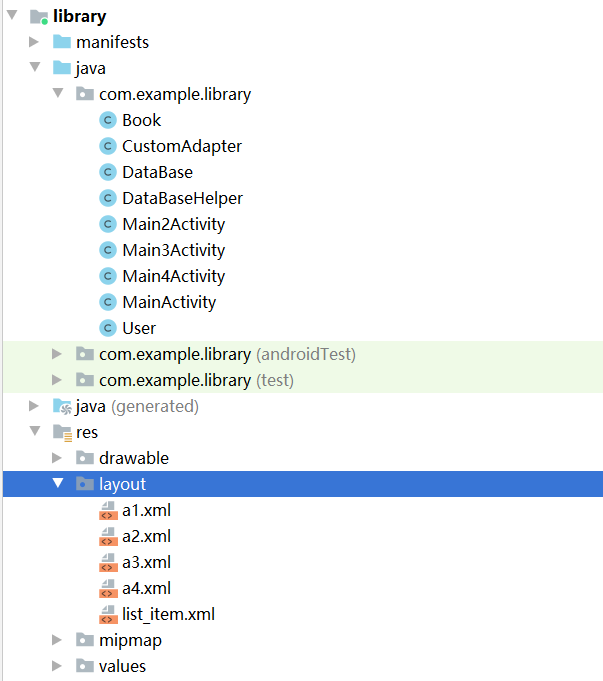 library
manifests
java
com.example.library
C Book
C CustomAdapter
C DataBase
C DataBaseHelper
C Main2Activity
C Main3Activity
C Main4Activity
C MainActivity
C User
com.example.library (androidTest)
com.example.library (test)
java (generated)
res
drawable
layout
a1.xml
a2.xml
a3.xml
a4.xml
list_item.xml
mipmap
values